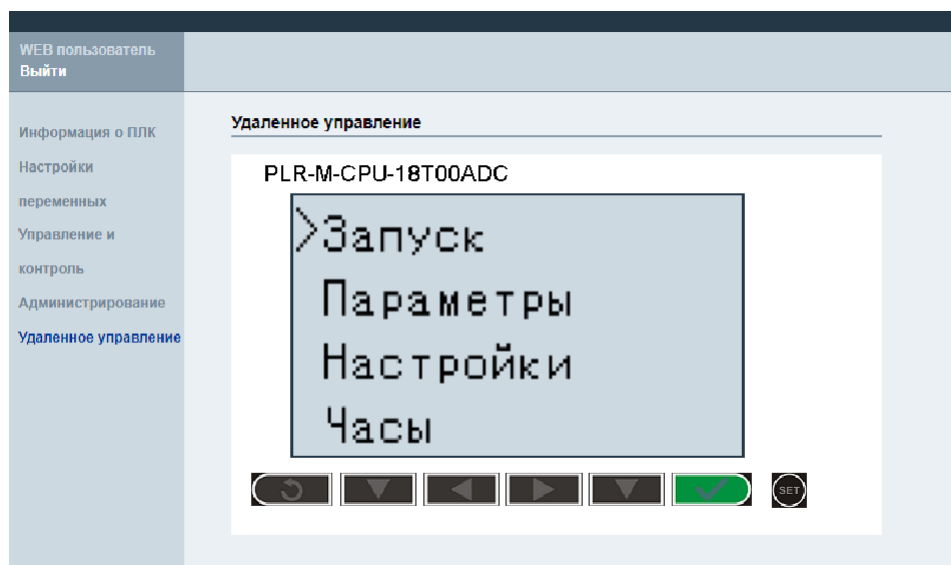 WEB пользователь
Выйти
Информация о ПЛК
Настройки
переменных
Управление и
контроль
Администрирование
Удаленное управление
Удаленное управление
PLR-M-CPU-18T00ADC
>Запуск
Параметры
Настройки
Часы
SET